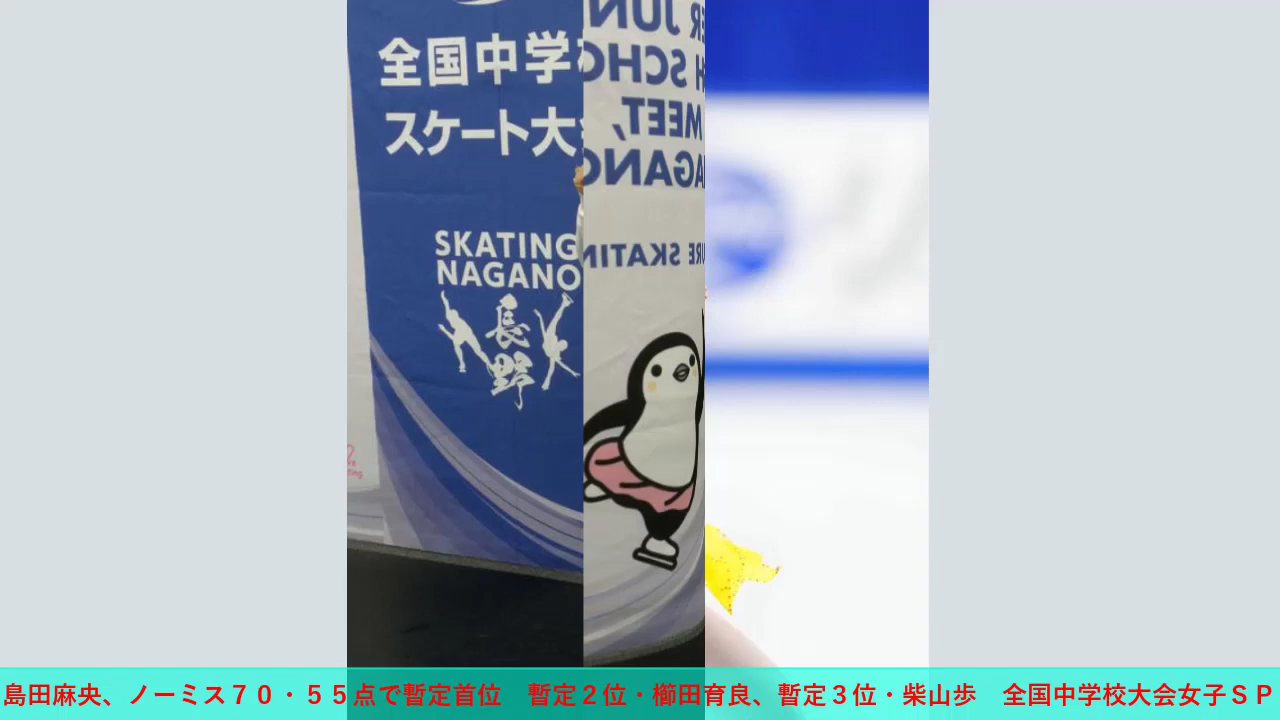 全国中学
スケート大
SKATING
NAGANO
長
野
ER JUN
H SCHO
MEET,
AGANO
URE SKATIN
島田麻央、ノーミス７０・５５点で暫定首位　暫定２位・櫛田育良、暫定３位・柴山歩　全国中学校大会女子ＳＰ